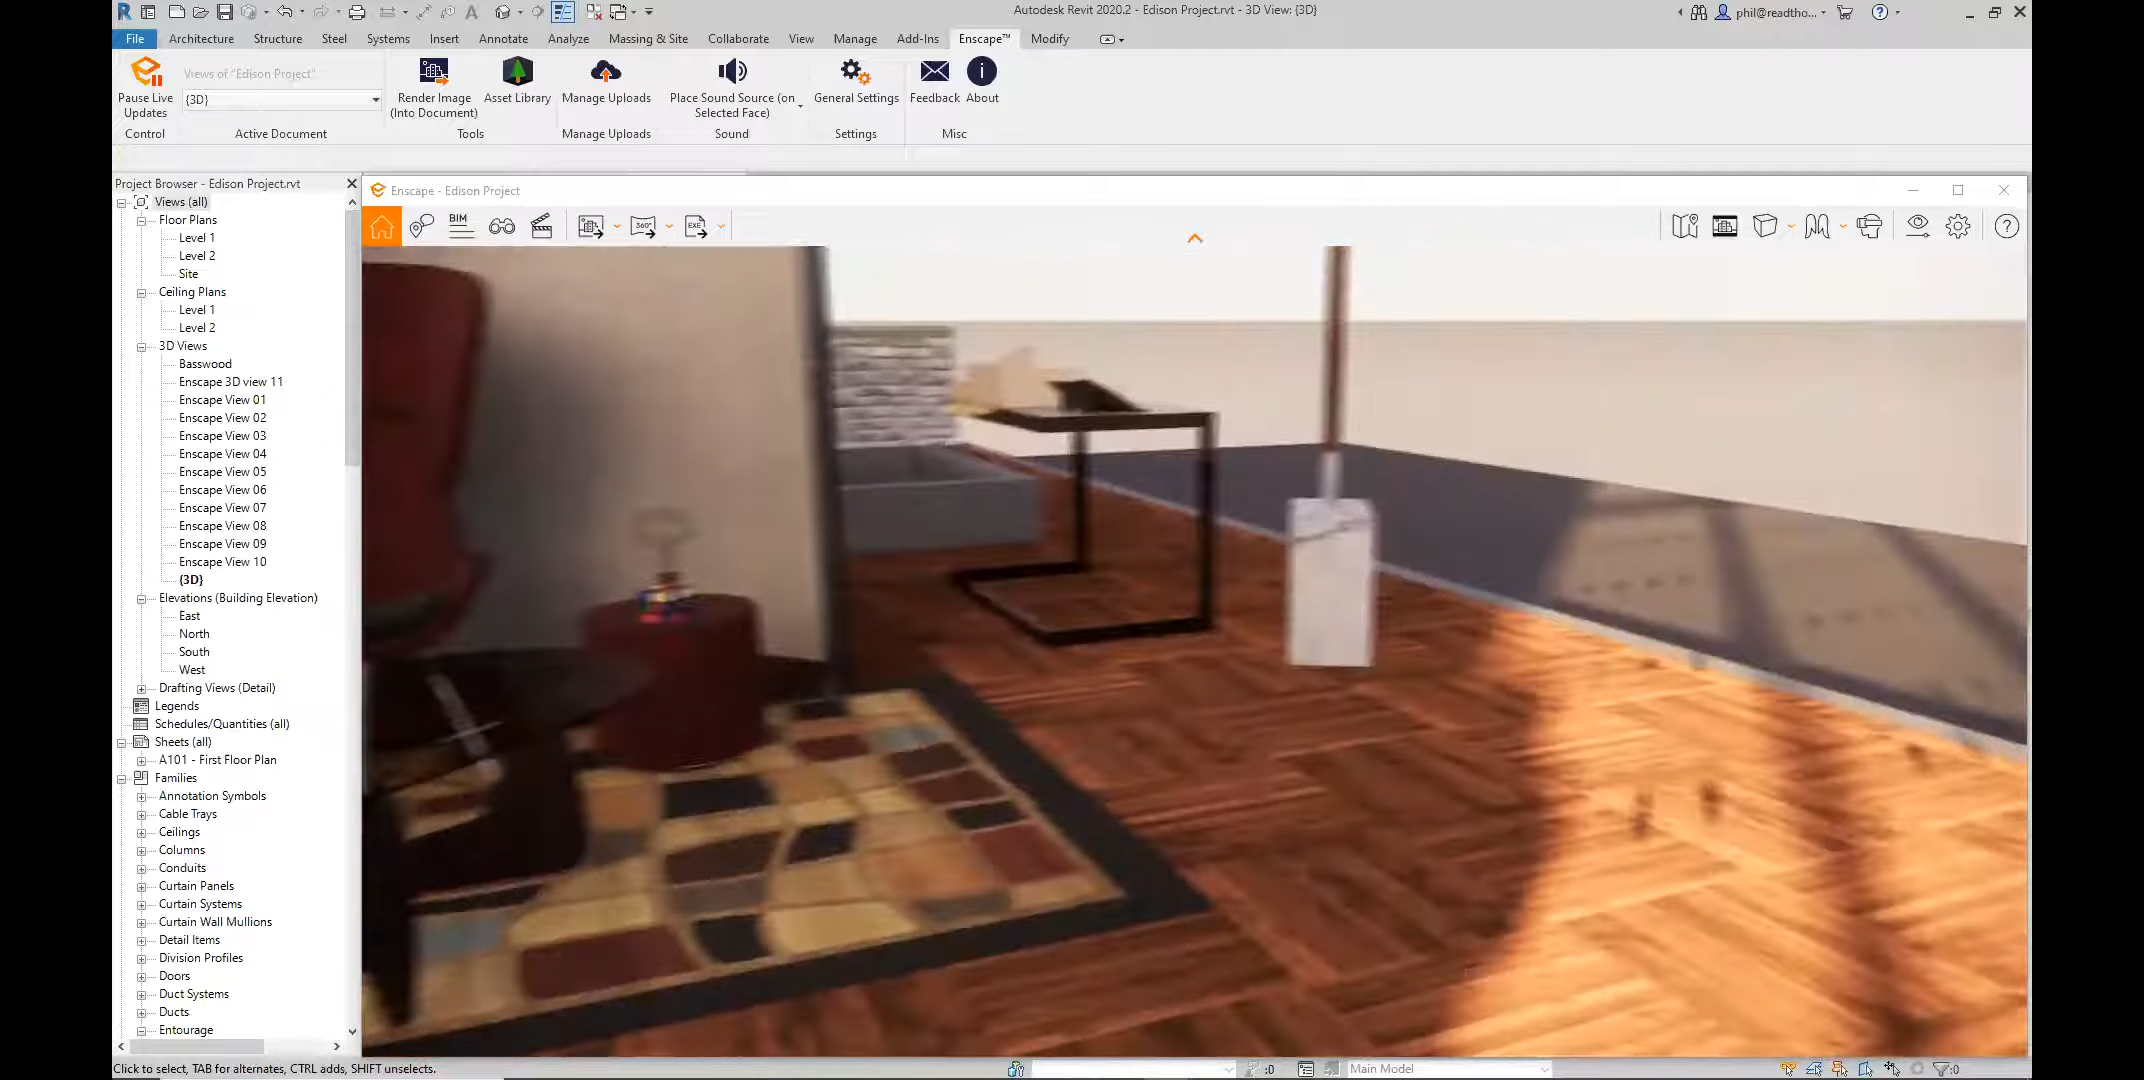 Autodesk Revit 2020.2 - Edison Project.rvt - 3D View: {3D}
phil@readtho...
File Architecture Structure Steel Systems Insert Annotate Analyze Massing & Site Collaborate View Manage Add-Ins Enscape™ Modify
Pause Live
Updates
Control
Views of "Edison Project"
{3D}
Active Document
Render Image
(Into Document)
Asset Library
Tools
Manage Uploads
Manage Uploads
Place Sound Source (on
Selected Face)
Sound
General Settings
Settings
Feedback
About
Misc
Project Browser - Edison Project.rvt
Views (all)
Floor Plans
Level 1
Level 2
Site
Ceiling Plans
Level 1
Level 2
3D Views
Basswood
Enscape 3D view 11
Enscape View 01
Enscape View 02
Enscape View 03
Enscape View 04
Enscape View 05
Enscape View 06
Enscape View 07
Enscape View 08
Enscape View 09
Enscape View 10
{3D}
Elevations (Building Elevation)
East
North
South
West
Drafting Views (Detail)
Legends
Schedules/Quantities (all)
Sheets (all)
A101 - First Floor Plan
Families
Annotation Symbols
Cable Trays
Ceilings
Columns
Conduits
Curtain Panels
Curtain Systems
Curtain Wall Mullions
Detail Items
Division Profiles
Doors
Duct Systems
Ducts
Entourage
Enscape - Edison Project
BIM
360°
EXE
Click to select, TAB for alternates, CTRL adds, SHIFT unselects.
:0
Main Model
:0